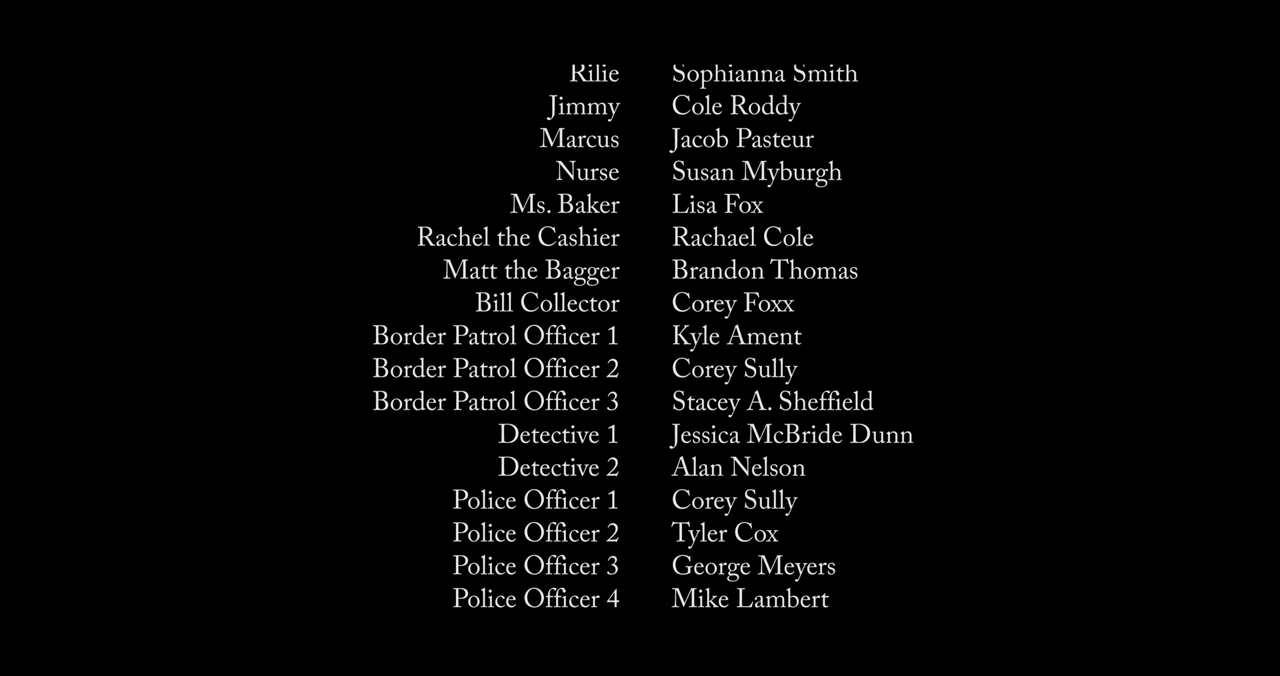 Rilie Sophianna Smith
Jimmy Cole Roddy
Marcus Jacob Pasteur
Nurse Susan Myburgh
Ms. Baker Lisa Fox
Rachel the Cashier Rachael Cole
Matt the Bagger Brandon Thomas
Bill Collector Corey Foxx
Border Patrol Officer 1 Kyle Ament
Border Patrol Officer 2 Corey Sully
Border Patrol Officer 3 Stacey A. Sheffield
Detective 1 Jessica McBride Dunn
Detective 2 Alan Nelson
Police Officer 1 Corey Sully
Police Officer 2 Tyler Cox
Police Officer 3 George Meyers
Police Officer 4 Mike Lambert